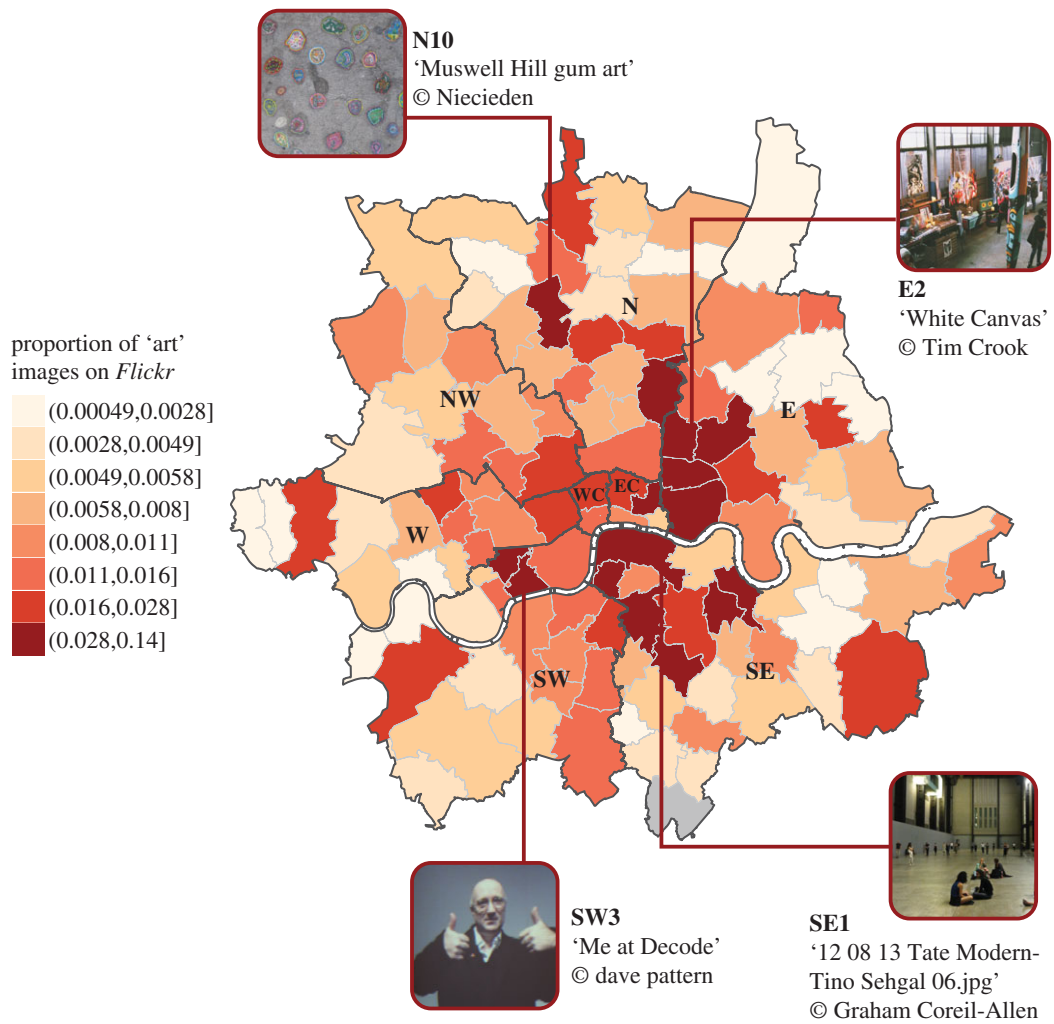 N10
‘Muswell Hill gum art’
© Niecieden
E2
‘White Canvas’
© Tim Crook
proportion of ‘art’
images on Flickr
(0.00049,0.0028]
(0.0028,0.0049]
(0.0049,0.0058]
(0.0058,0.008]
(0.008,0.011]
(0.011,0.016]
(0.016,0.028]
(0.028,0.14]
N
NW
E
WC
EC
W
SW
SE
SW3
‘Me at Decode’
© dave pattern
SE1
‘12 08 13 Tate Modern-
Tino Sehgal 06.jpg’
© Graham Coreil-Allen